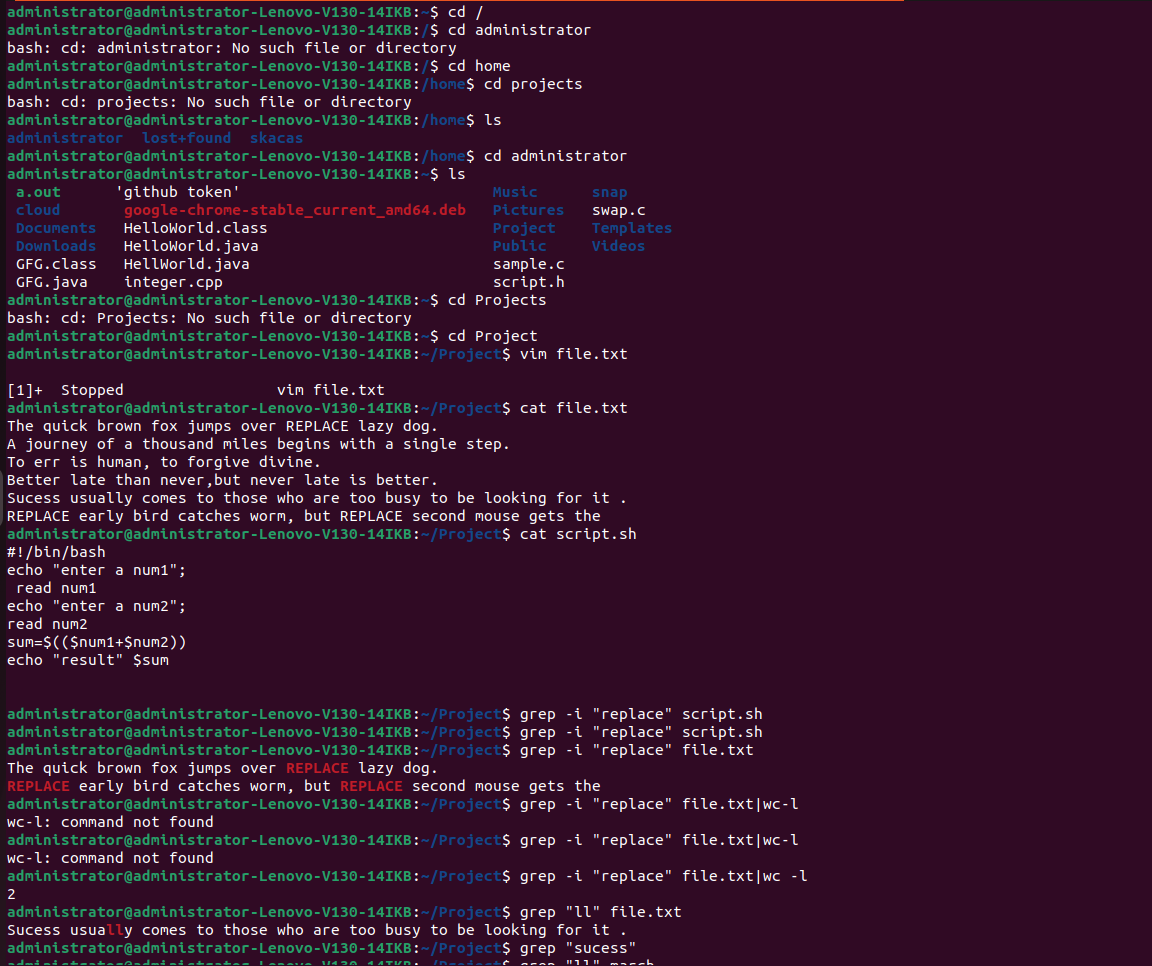 administrator@administrator-Lenovo-V130-14IKB:~$ cd /
administrator@administrator-Lenovo-V130-14IKB:/$ cd administrator
bash: cd: administrator: No such file or directory
administrator@administrator-Lenovo-V130-14IKB:/$ cd home
administrator@administrator-Lenovo-V130-14IKB:/home$ cd projects
bash: cd: projects: No such file or directory
administrator@administrator-Lenovo-V130-14IKB:/home$ ls
administrator  lost+found  skacas
administrator@administrator-Lenovo-V130-14IKB:/home$ cd administrator
administrator@administrator-Lenovo-V130-14IKB:~$ ls
 a.out      'github token'                            Music      snap
 cloud       google-chrome-stable_current_amd64.deb   Pictures   swap.c
 Documents   HelloWorld.class                         Project    Templates
 Downloads   HelloWorld.java                          Public     Videos
 GFG.class   HellWorld.java                           sample.c
 GFG.java    integer.cpp                              script.h
administrator@administrator-Lenovo-V130-14IKB:~$ cd Projects
bash: cd: Projects: No such file or directory
administrator@administrator-Lenovo-V130-14IKB:~$ cd Project
administrator@administrator-Lenovo-V130-14IKB:~/Project$ vim file.txt
[1]+  Stopped                 vim file.txt
administrator@administrator-Lenovo-V130-14IKB:~/Project$ cat file.txt
The quick brown fox jumps over REPLACE lazy dog.
A journey of a thousand miles begins with a single step.
To err is human, to forgive divine.
Better late than never,but never late is better.
Sucess usually comes to those who are too busy to be looking for it .
REPLACE early bird catches worm, but REPLACE second mouse gets the
administrator@administrator-Lenovo-V130-14IKB:~/Project$ cat script.sh
#!/bin/bash
echo "enter a num1";
 read num1
echo "enter a num2";
read num2
sum=$(($num1+$num2))
echo "result" $sum
administrator@administrator-Lenovo-V130-14IKB:~/Project$ grep -i "replace" script.sh
administrator@administrator-Lenovo-V130-14IKB:~/Project$ grep -i "replace" script.sh
administrator@administrator-Lenovo-V130-14IKB:~/Project$ grep -i "replace" file.txt
The quick brown fox jumps over REPLACE lazy dog.
REPLACE early bird catches worm, but REPLACE second mouse gets the
administrator@administrator-Lenovo-V130-14IKB:~/Project$ grep -i "replace" file.txt|wc-l
wc-l: command not found
administrator@administrator-Lenovo-V130-14IKB:~/Project$ grep -i "replace" file.txt|wc-l
wc-l: command not found
administrator@administrator-Lenovo-V130-14IKB:~/Project$ grep -i "replace" file.txt|wc -l
2
administrator@administrator-Lenovo-V130-14IKB:~/Project$ grep "ll" file.txt
Sucess usually comes to those who are too busy to be looking for it .
administrator@administrator-Lenovo-V130-14IKB:~/Project$ grep "sucess"
administrator@administrator-Lenovo-V130-14IKB:~/Project$ grep "ll"